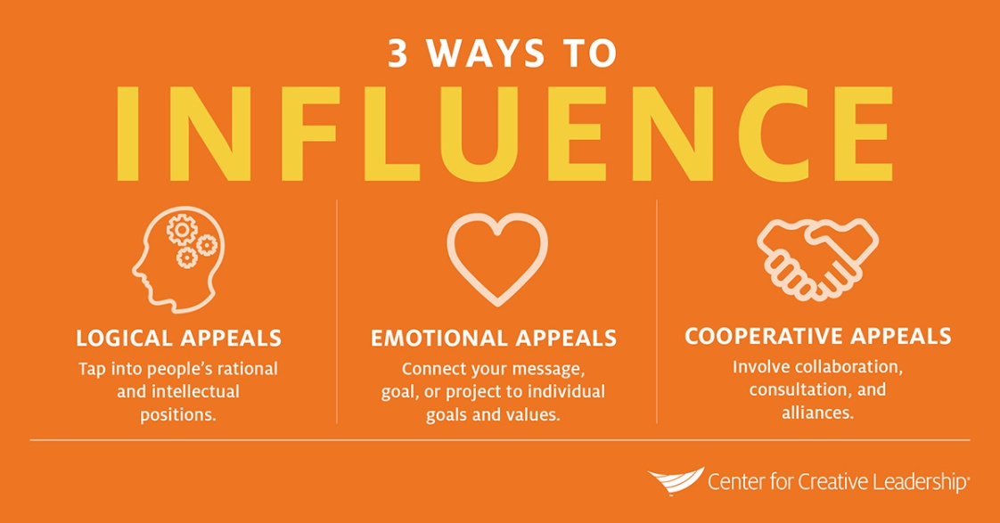 3 WAYS TO
INFLUENCE
LOGICAL APPEALS
Tap into people’s rational
and intellectual
positions.
EMOTIONAL APPEALS
Connect your message,
goal, or project to individual
goals and values.
COOPERATIVE APPEALS
Involve collaboration,
consultation, and
alliances.
Center for Creative Leadership®